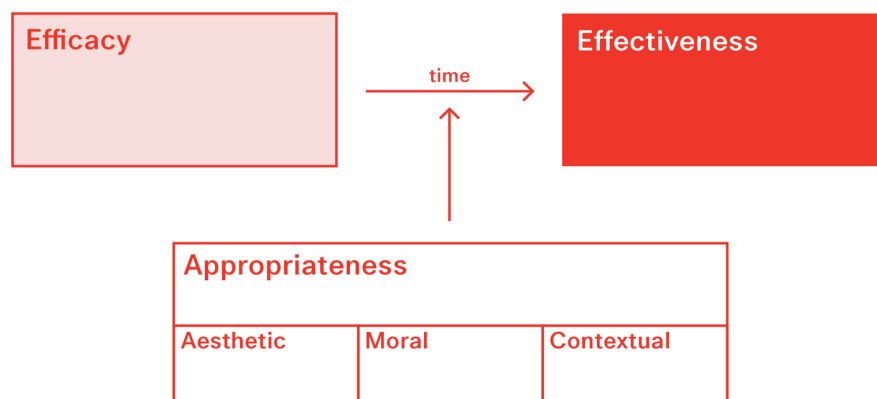 Efficacy
time
Effectiveness
Appropriateness
Aesthetic
Moral
Contextual